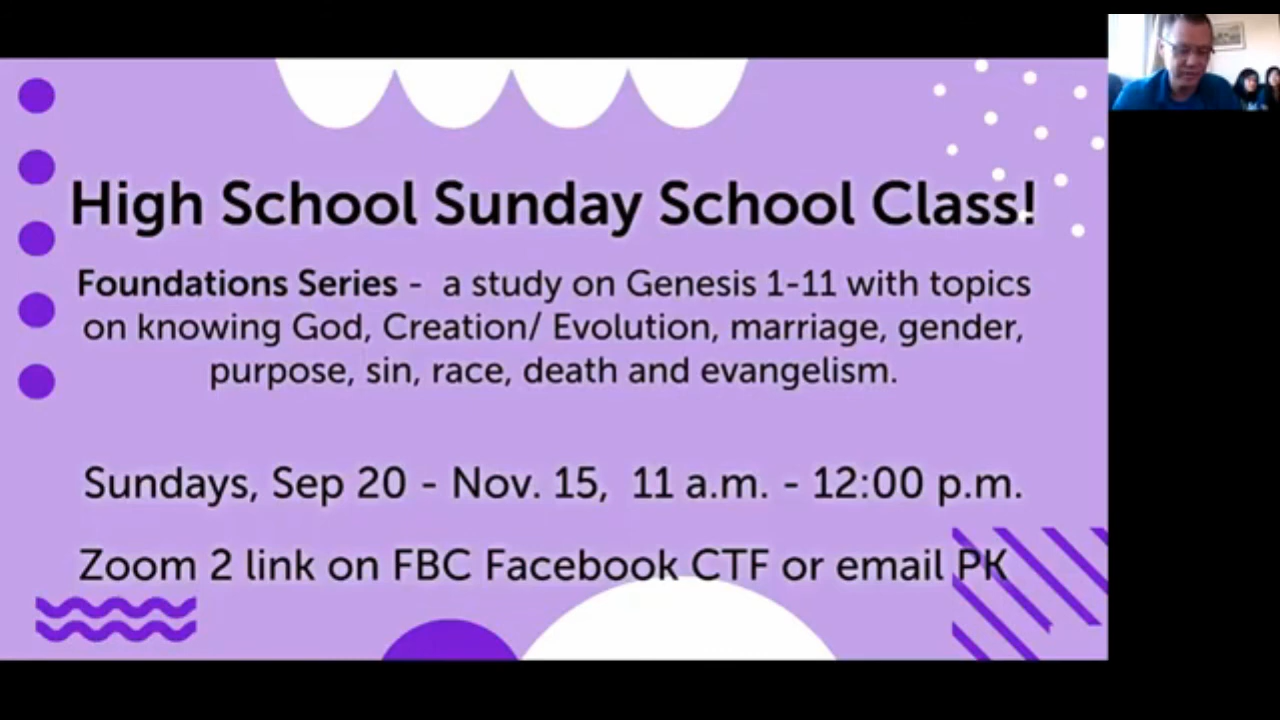 High School Sunday School Class!
Foundations Series - a study on Genesis 1-11 with topics
on knowing God, Creation/ Evolution, marriage, gender,
purpose, sin, race, death and evangelism.
Sundays, Sep 20 - Nov. 15, 11 a.m. - 12:00 p.m.
Zoom 2 link on FBC Facebook CTF or email PK